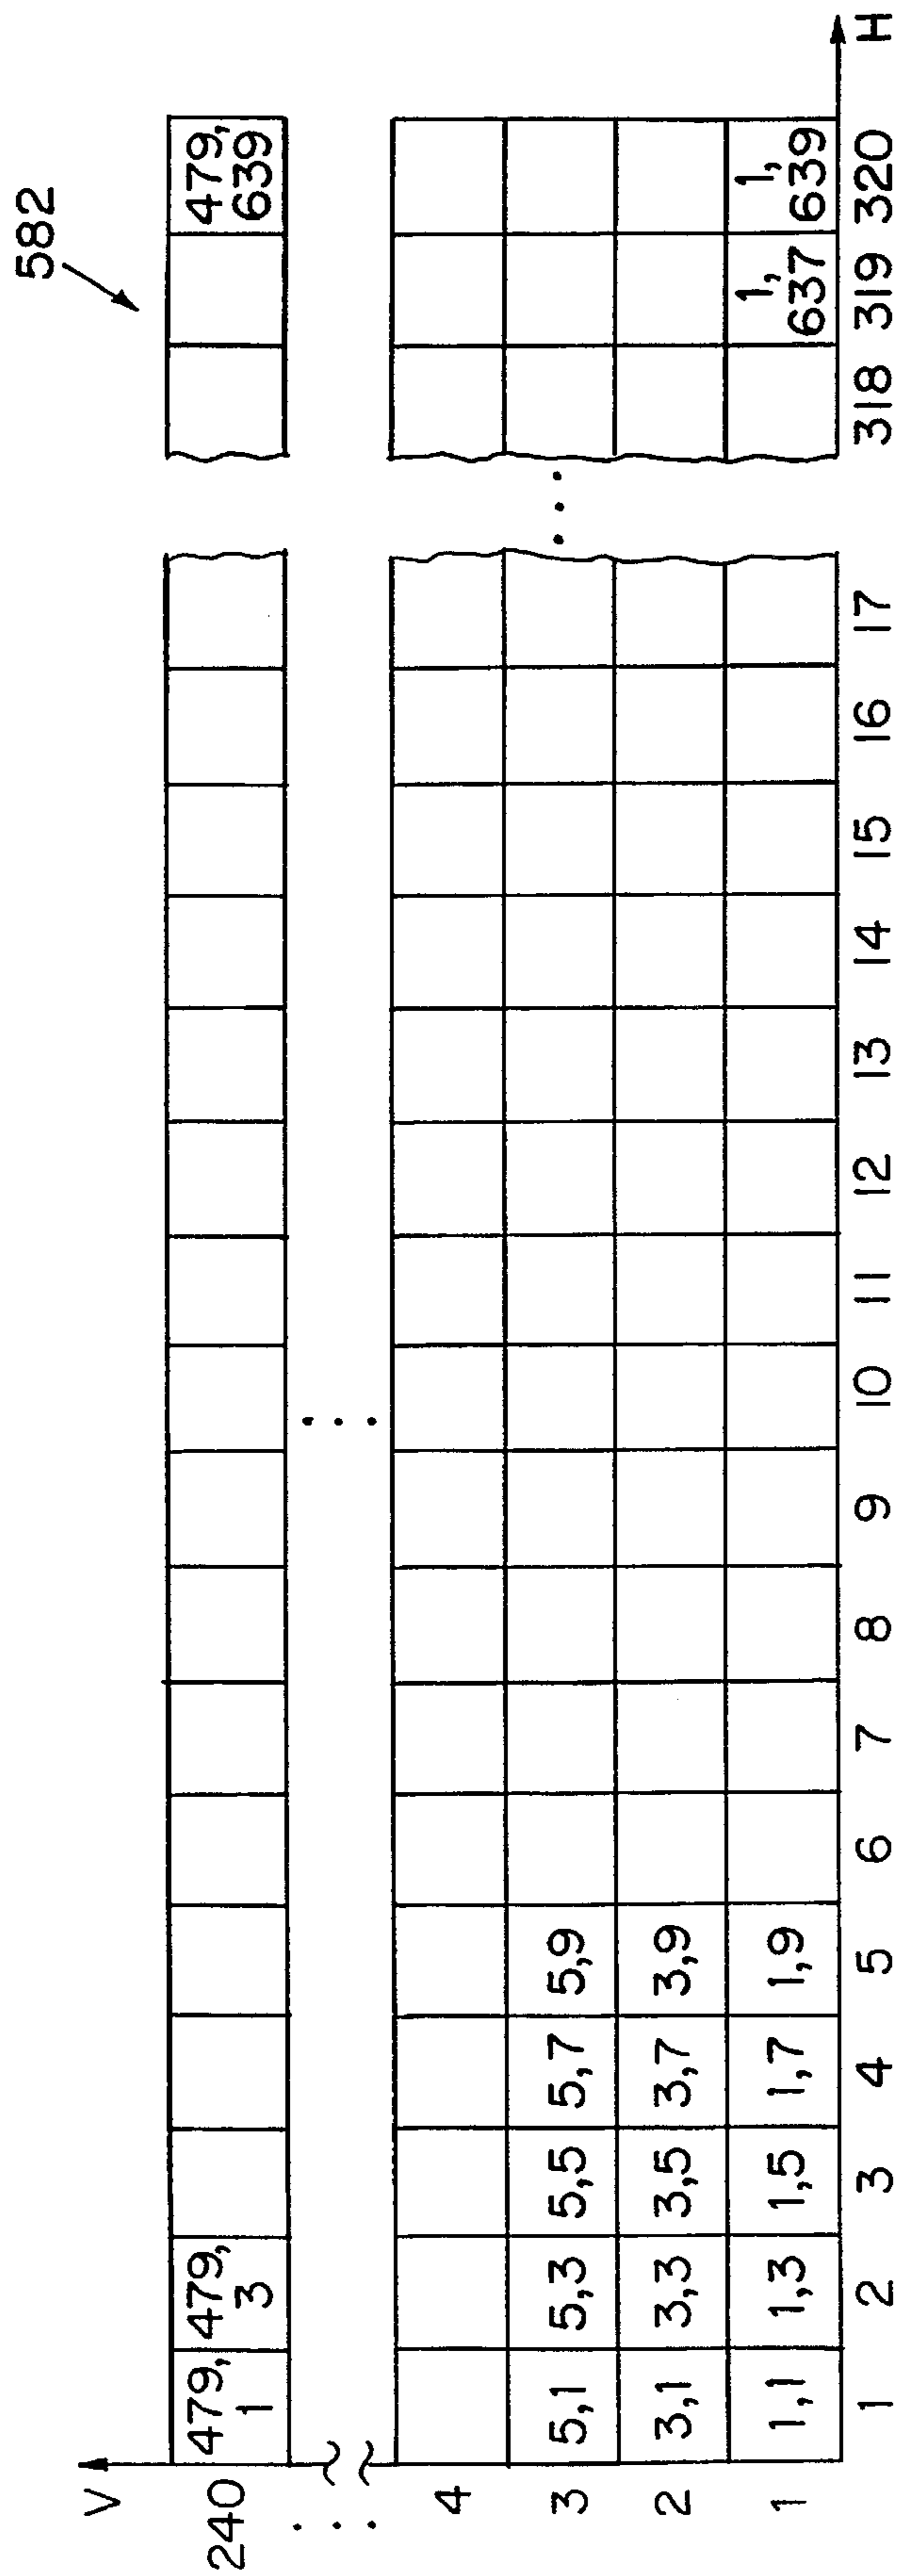 582
V
240 479, 1 479, 3 479, 639
⋮
4
3 5,1 5,3 5,5 5,7 5,9 ...
2 3,1 3,3 3,5 3,7 3,9
1 1,1 1,3 1,5 1,7 1,9 1, 637 1, 639
1 2 3 4 5 6 7 8 9 10 11 12 13 14 15 16 17 318 319 320 H